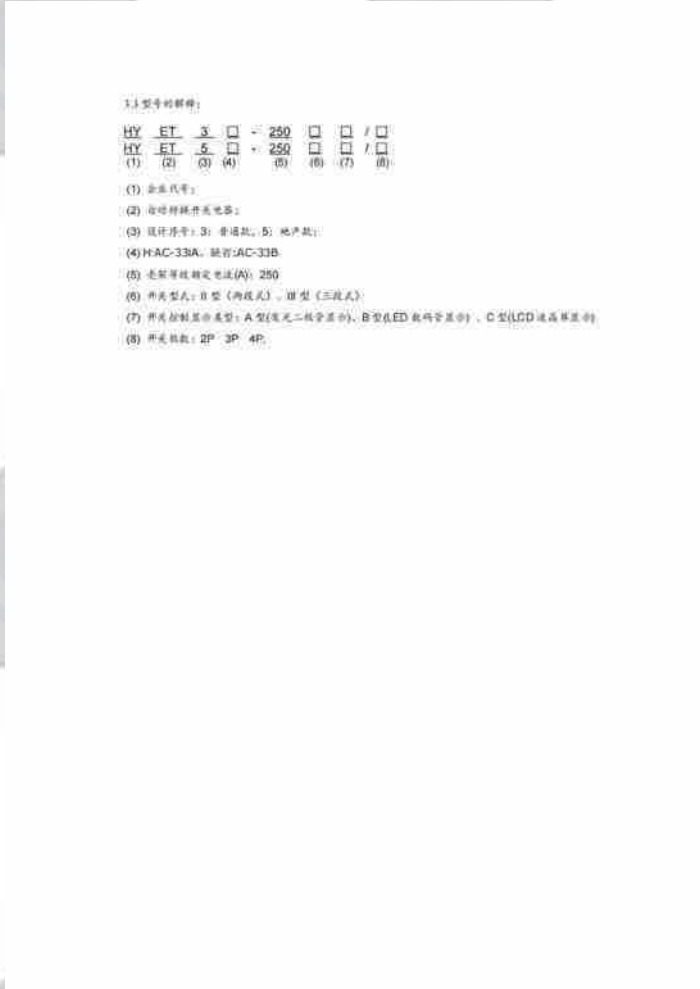 3.3 型号的解释：
HY ET 3 □ - 250 □ □ / □
HY ET 5 □ - 250 □ □ / □
(1) (2) (3) (4) (5) (6) (7) (8)
(1) 企业代号；
(2) 自动转换开关电器；
(3) 设计序号：3：普通款，5：地产款；
(4) H:AC-33iA、缺省:AC-33B
(5) 壳架等级额定电流(A)：250
(6) 开关型式：II 型（两段式）、III 型（三段式）
(7) 开关控制显示类型：A 型(发光二极管显示)、B 型(LED 数码管显示) 、C 型(LCD 液晶屏显示)
(8) 开关极数：2P 3P 4P.